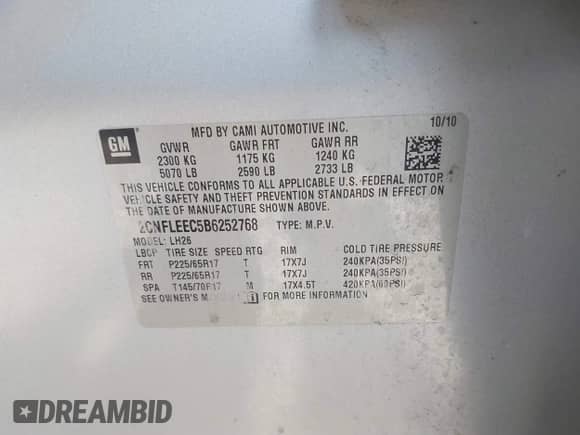 GM
MFD BY CAMI AUTOMOTIVE INC. 10/10
GVWR GAWR FRT GAWR RR
2300 KG 1175 KG 1240 KG
5070 LB 2590 LB 2733 LB
THIS VEHICLE CONFORMS TO ALL APPLICABLE U.S. FEDERAL MOTOR
VEHICLE SAFETY AND THEFT PREVENTION STANDARDS IN EFFECT ON
THE DATE OF MANUFACTURE SHOWN ABOVE.
2CNFLEEC5B6252768 TYPE: M.P.V.
MODEL: LH26
TIRE SIZE SPEED RTG RIM COLD TIRE PRESSURE
FRT P225/65R17 T 17X7J 240KPA(35PSI)
RR P225/65R17 T 17X7J 240KPA(35PSI)
SPA T145/70R17 M 17X4.5T 420KPA(60PSI)
SEE OWNER'S
DREAMBID